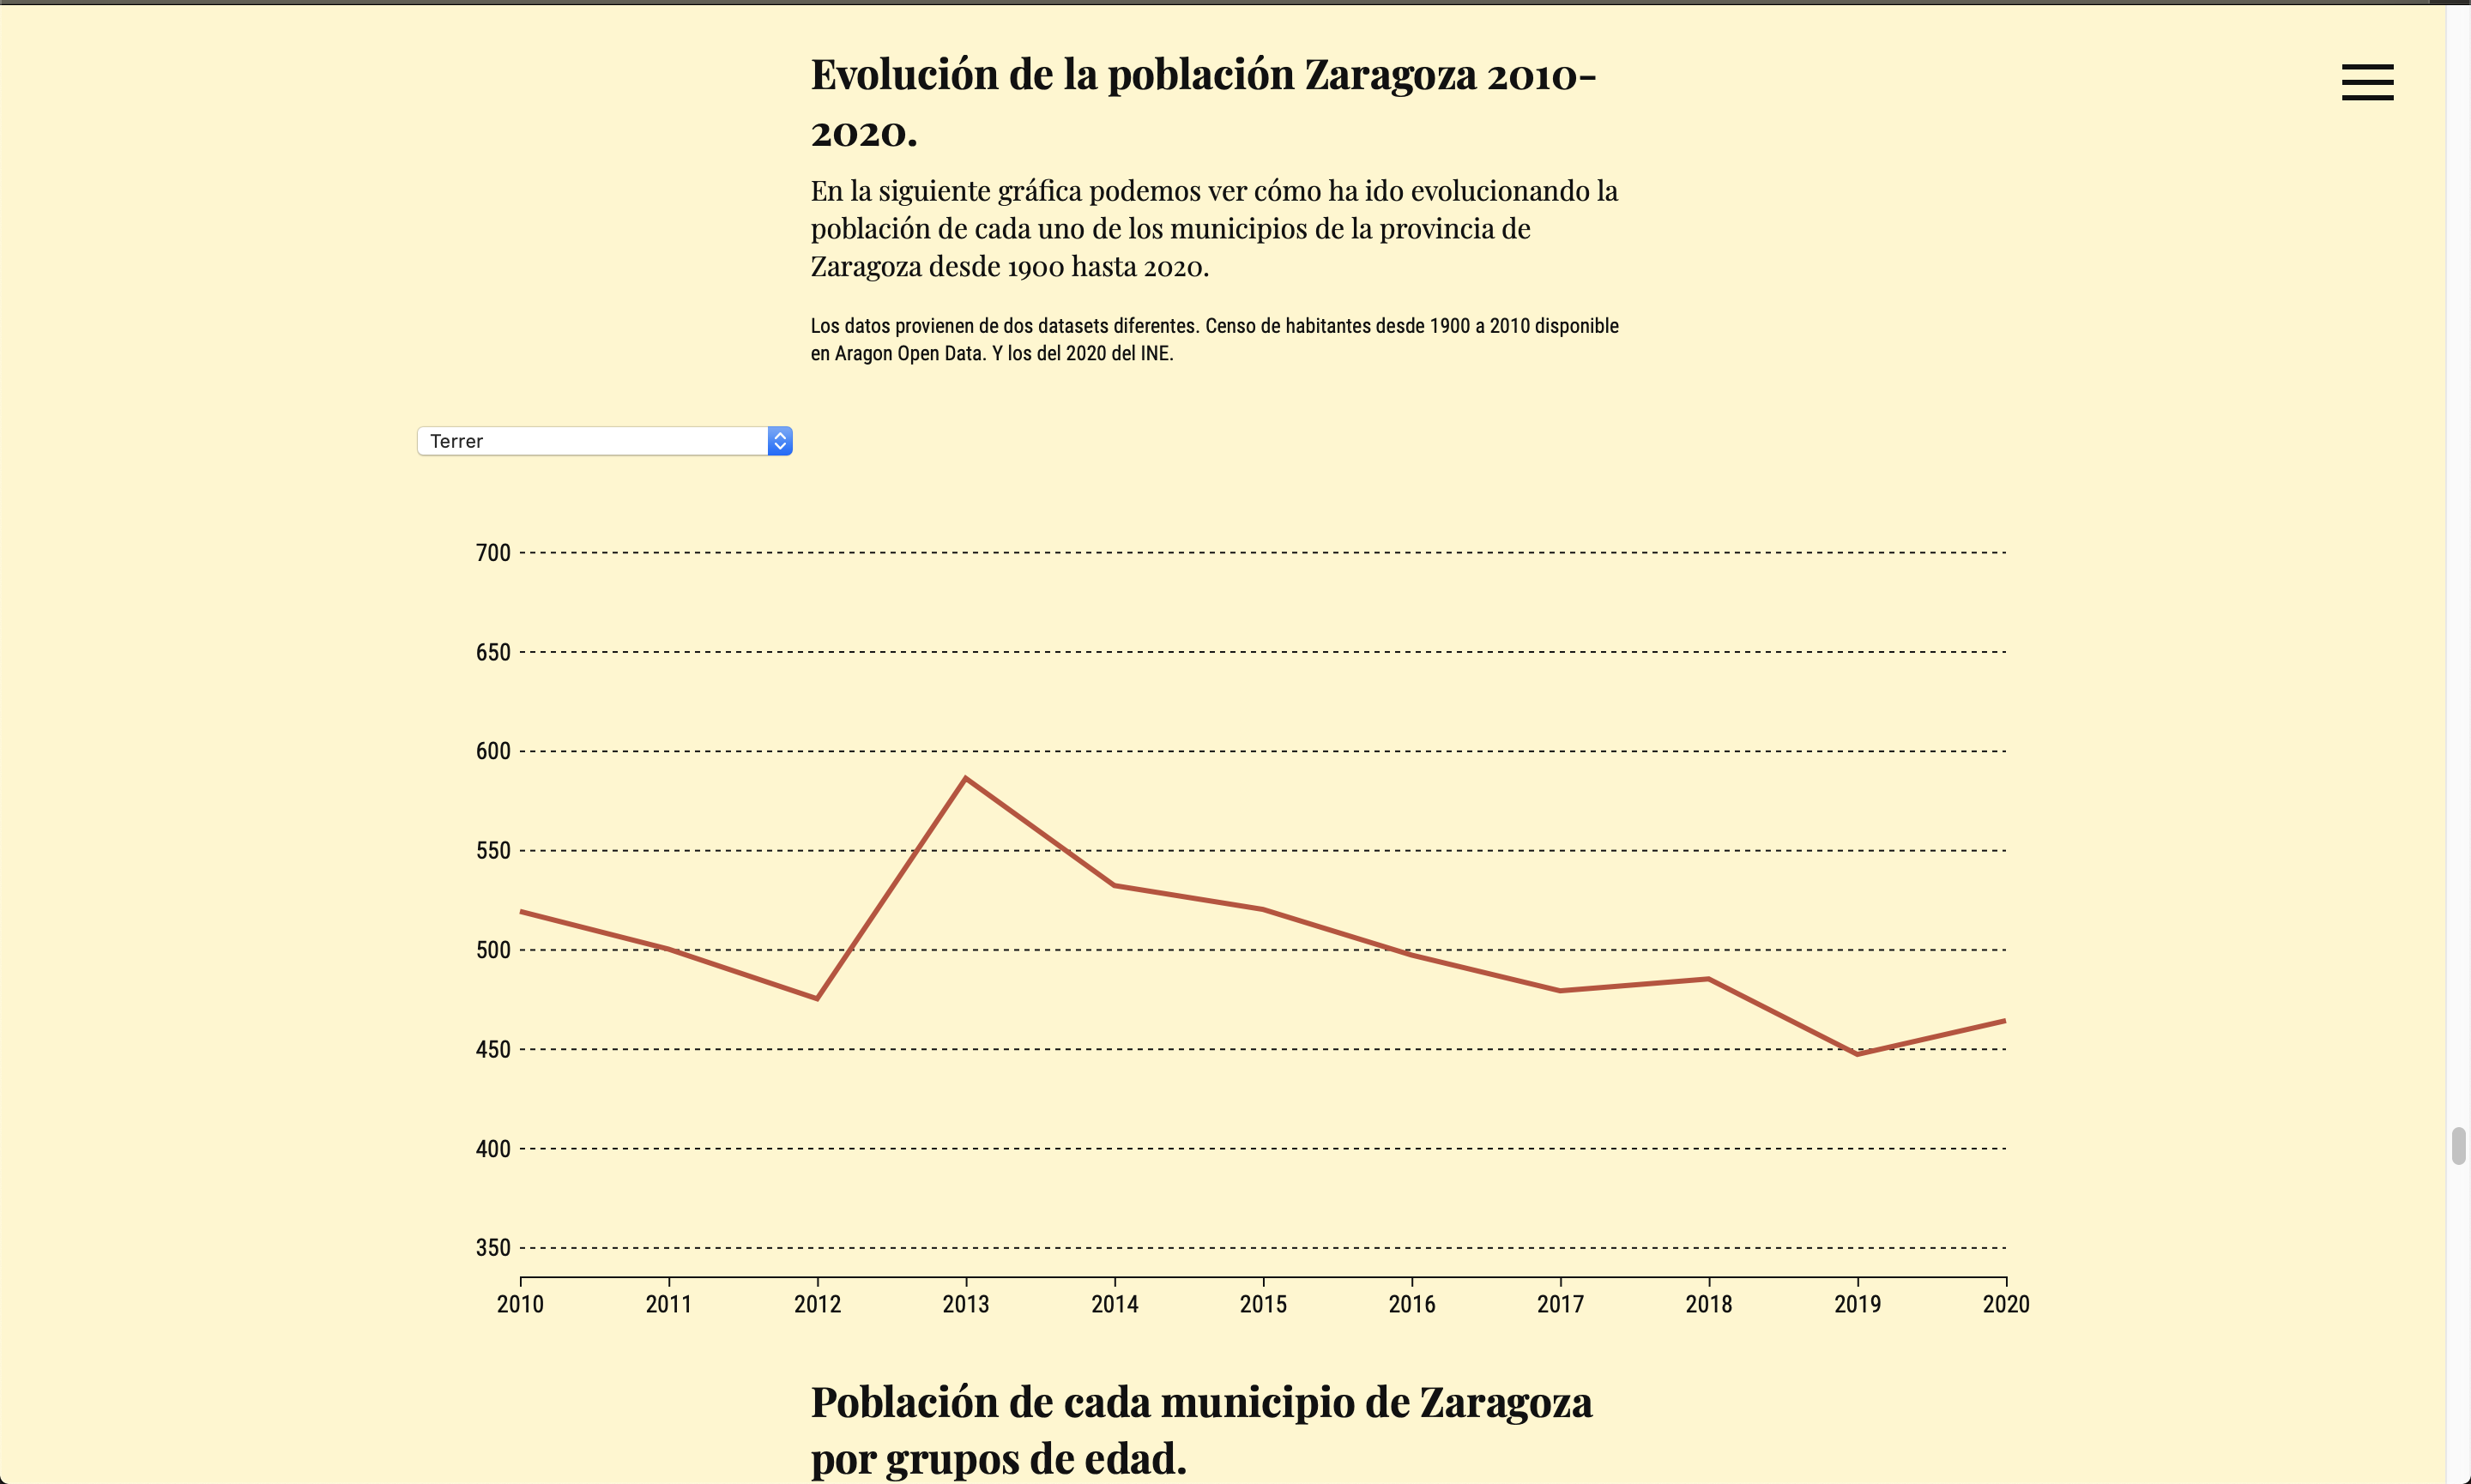 Evolución de la población Zaragoza 2010-
2020.
En la siguiente gráfica podemos ver cómo ha ido evolucionando la
población de cada uno de los municipios de la provincia de
Zaragoza desde 1900 hasta 2020.
Los datos provienen de dos datasets diferentes. Censo de habitantes desde 1900 a 2010 disponible
en Aragon Open Data. Y los del 2020 del INE.
Terrer
700
650
600
550
500
450
400
350
2010 2011 2012 2013 2014 2015 2016 2017 2018 2019 2020
Población de cada municipio de Zaragoza
por grupos de edad.